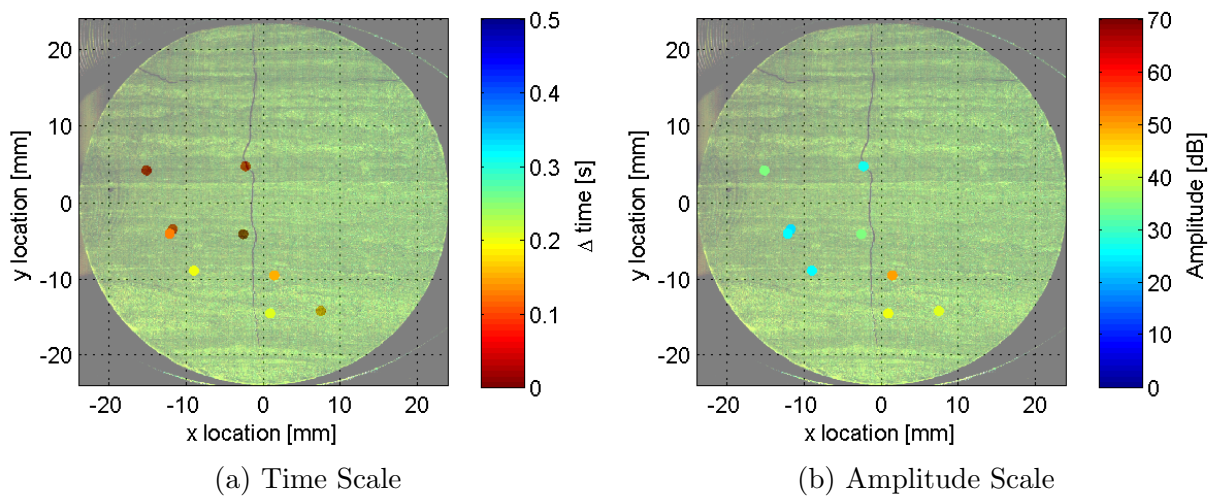 20
10
0
-10
-20
y location [mm]
-20 -10 0 10 20
x location [mm]
0.5
0.4
0.3
0.2
0.1
0
Δ time [s]
(a) Time Scale
20
10
0
-10
-20
y location [mm]
-20 -10 0 10 20
x location [mm]
70
60
50
40
30
20
10
0
Amplitude [dB]
(b) Amplitude Scale